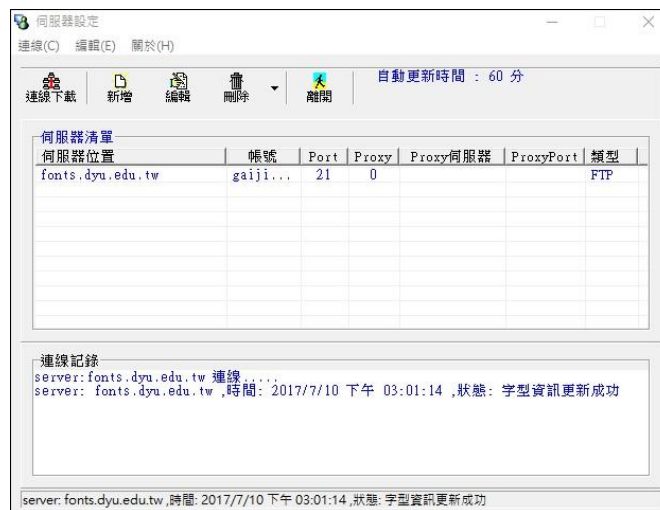 伺服器設定
連線(C) 編輯(E) 關於(H)
連線下載 新增 編輯 刪除 離開 自動更新時間 : 60 分
伺服器清單
伺服器位置 帳號 Port Proxy Proxy伺服器 ProxyPort 類型
fonts.dyu.edu.tw gaiji... 21 0 FTP
連線記錄
server:fonts.dyu.edu.tw 連線.....
server: fonts.dyu.edu.tw ,時間: 2017/7/10 下午 03:01:14 ,狀態: 字型資訊更新成功
server: fonts.dyu.edu.tw ,時間: 2017/7/10 下午 03:01:14 ,狀態: 字型資訊更新成功